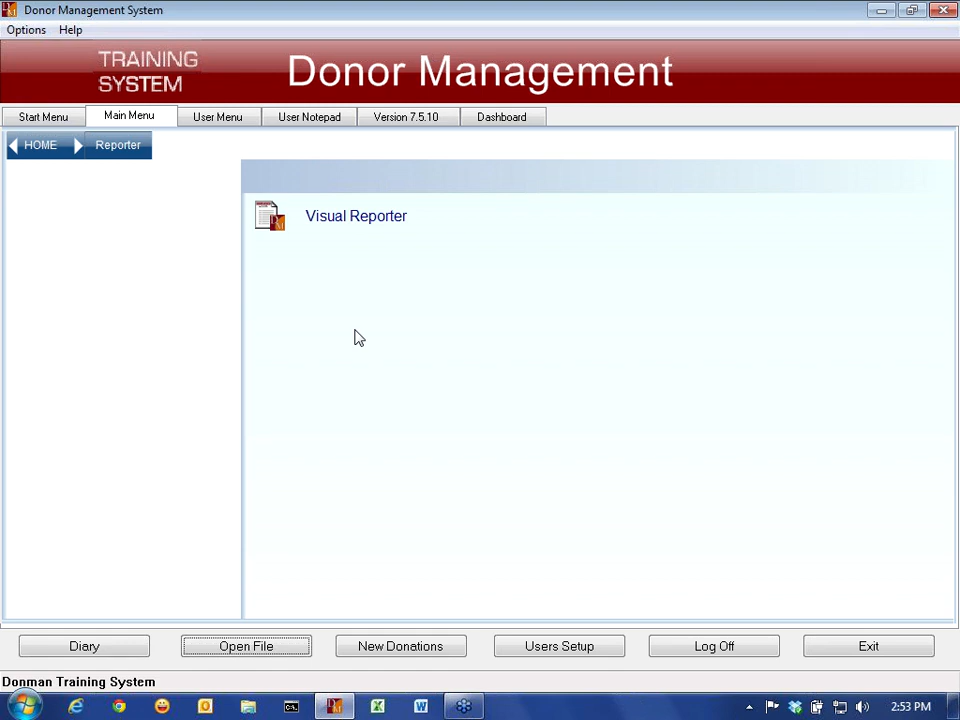 Donor Management System
Options Help
TRAINING
SYSTEM
Donor Management
Start Menu Main Menu User Menu User Notepad Version 7.5.10 Dashboard
HOME Reporter
Visual Reporter
Diary Open File New Donations Users Setup Log Off Exit
Donman Training System
2:53 PM